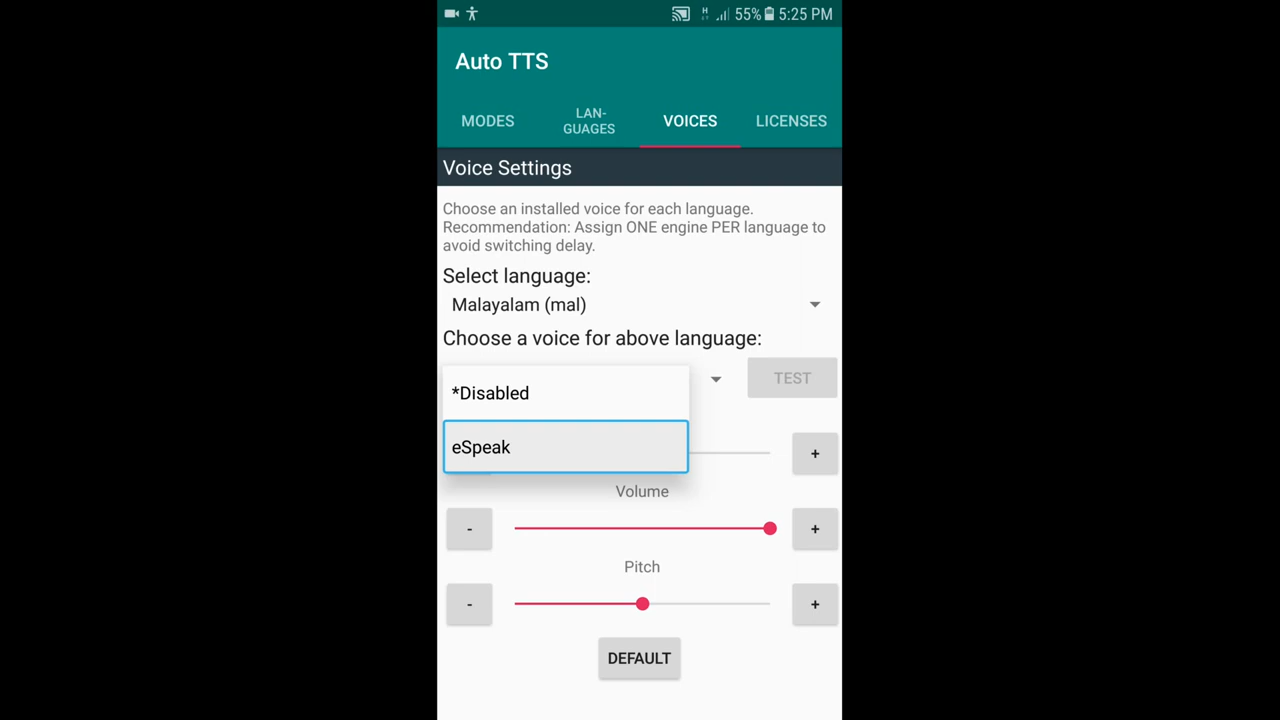 55% 5:25 PM
Auto TTS
MODES
LAN-
GUAGES
VOICES
LICENSES
Voice Settings
Choose an installed voice for each language.
Recommendation: Assign ONE engine PER language to
avoid switching delay.
Select language:
Malayalam (mal)
Choose a voice for above language:
*Disabled
TEST
eSpeak
+
Volume
- +
Pitch
- +
DEFAULT